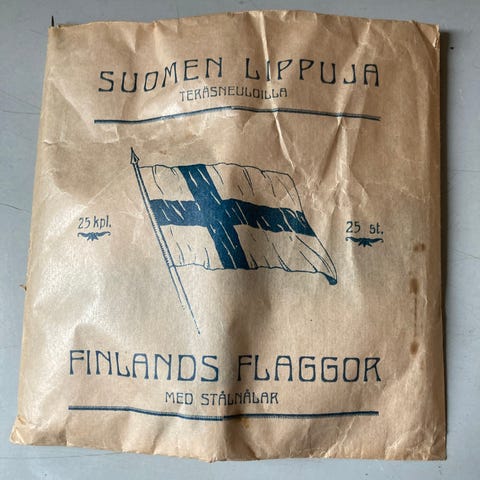 SUOMEN LIPPUJA
TERÄSNEULOILLA
25 kpl.
25 st.
FINLANDS FLAGGOR
MED STÅLNÅLAR